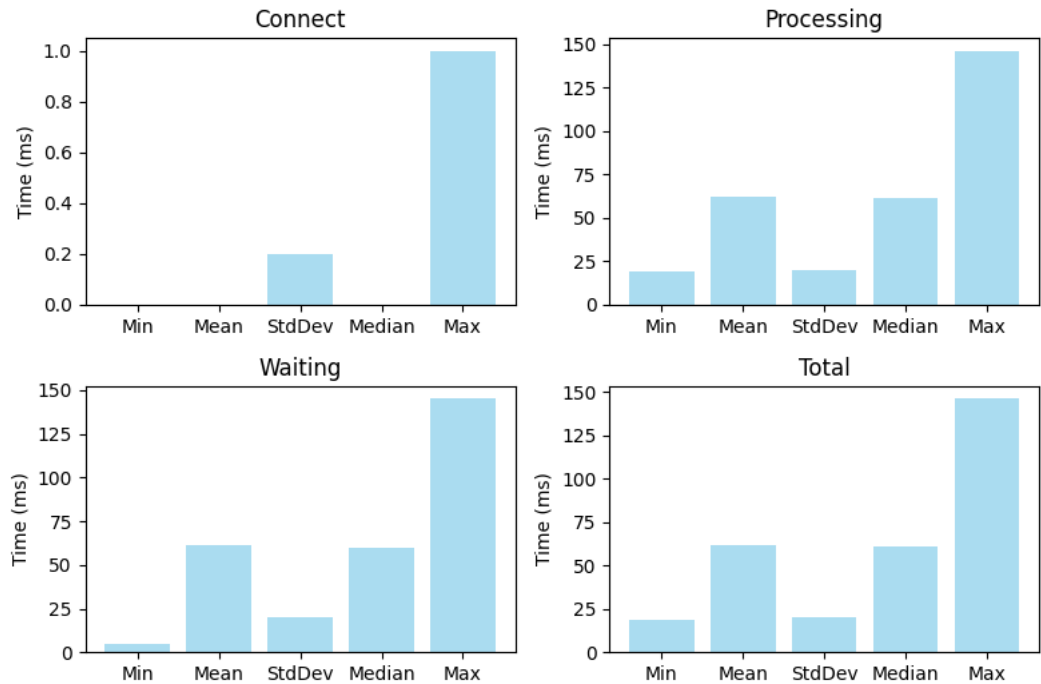 Connect
Time (ms)
1.0
0.8
0.6
0.4
0.2
0.0
Min Mean StdDev Median Max
Processing
Time (ms)
150
125
100
75
50
25
0
Min Mean StdDev Median Max
Waiting
Time (ms)
150
125
100
75
50
25
0
Min Mean StdDev Median Max
Total
Time (ms)
150
125
100
75
50
25
0
Min Mean StdDev Median Max